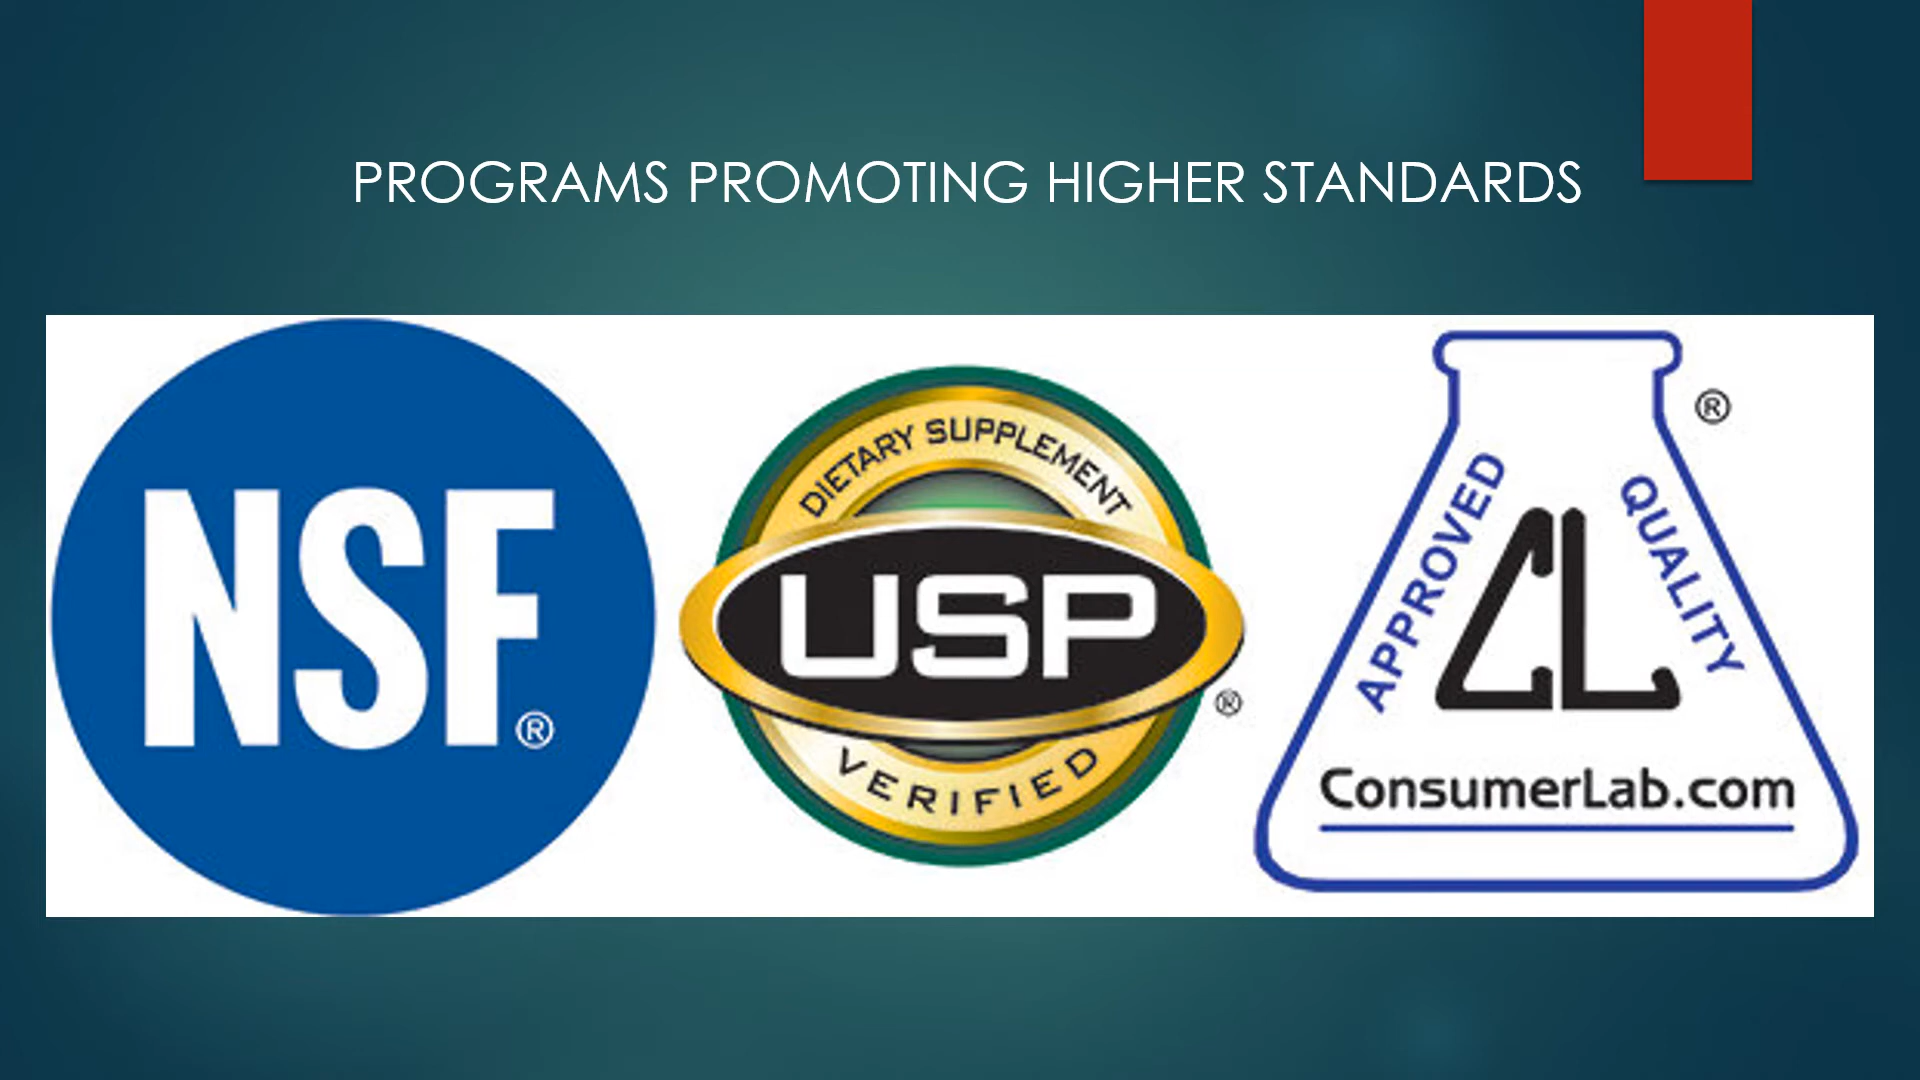 PROGRAMS PROMOTING HIGHER STANDARDS
NSF®
DIETARY SUPPLEMENT
USP
®
VERIFIED
®
APPROVED
QUALITY
CL
ConsumerLab.com